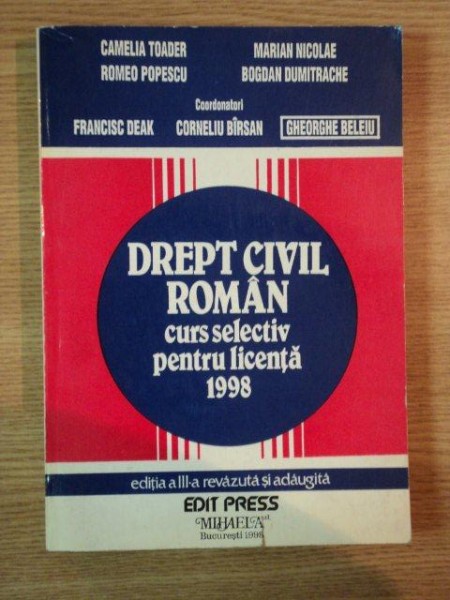 CAMELIA TOADER MARIAN NICOLAE
ROMEO POPESCU BOGDAN DUMITRACHE
Coordonatori
FRANCISC DEAK CORNELIU BÎRSAN GHEORGHE BELEIU
DREPT CIVIL
ROMÂN
curs selectiv
pentru licență
1998
ediția a III-a revăzută și adăugită
EDIT PRESS
MIHAELA srl
București 1998